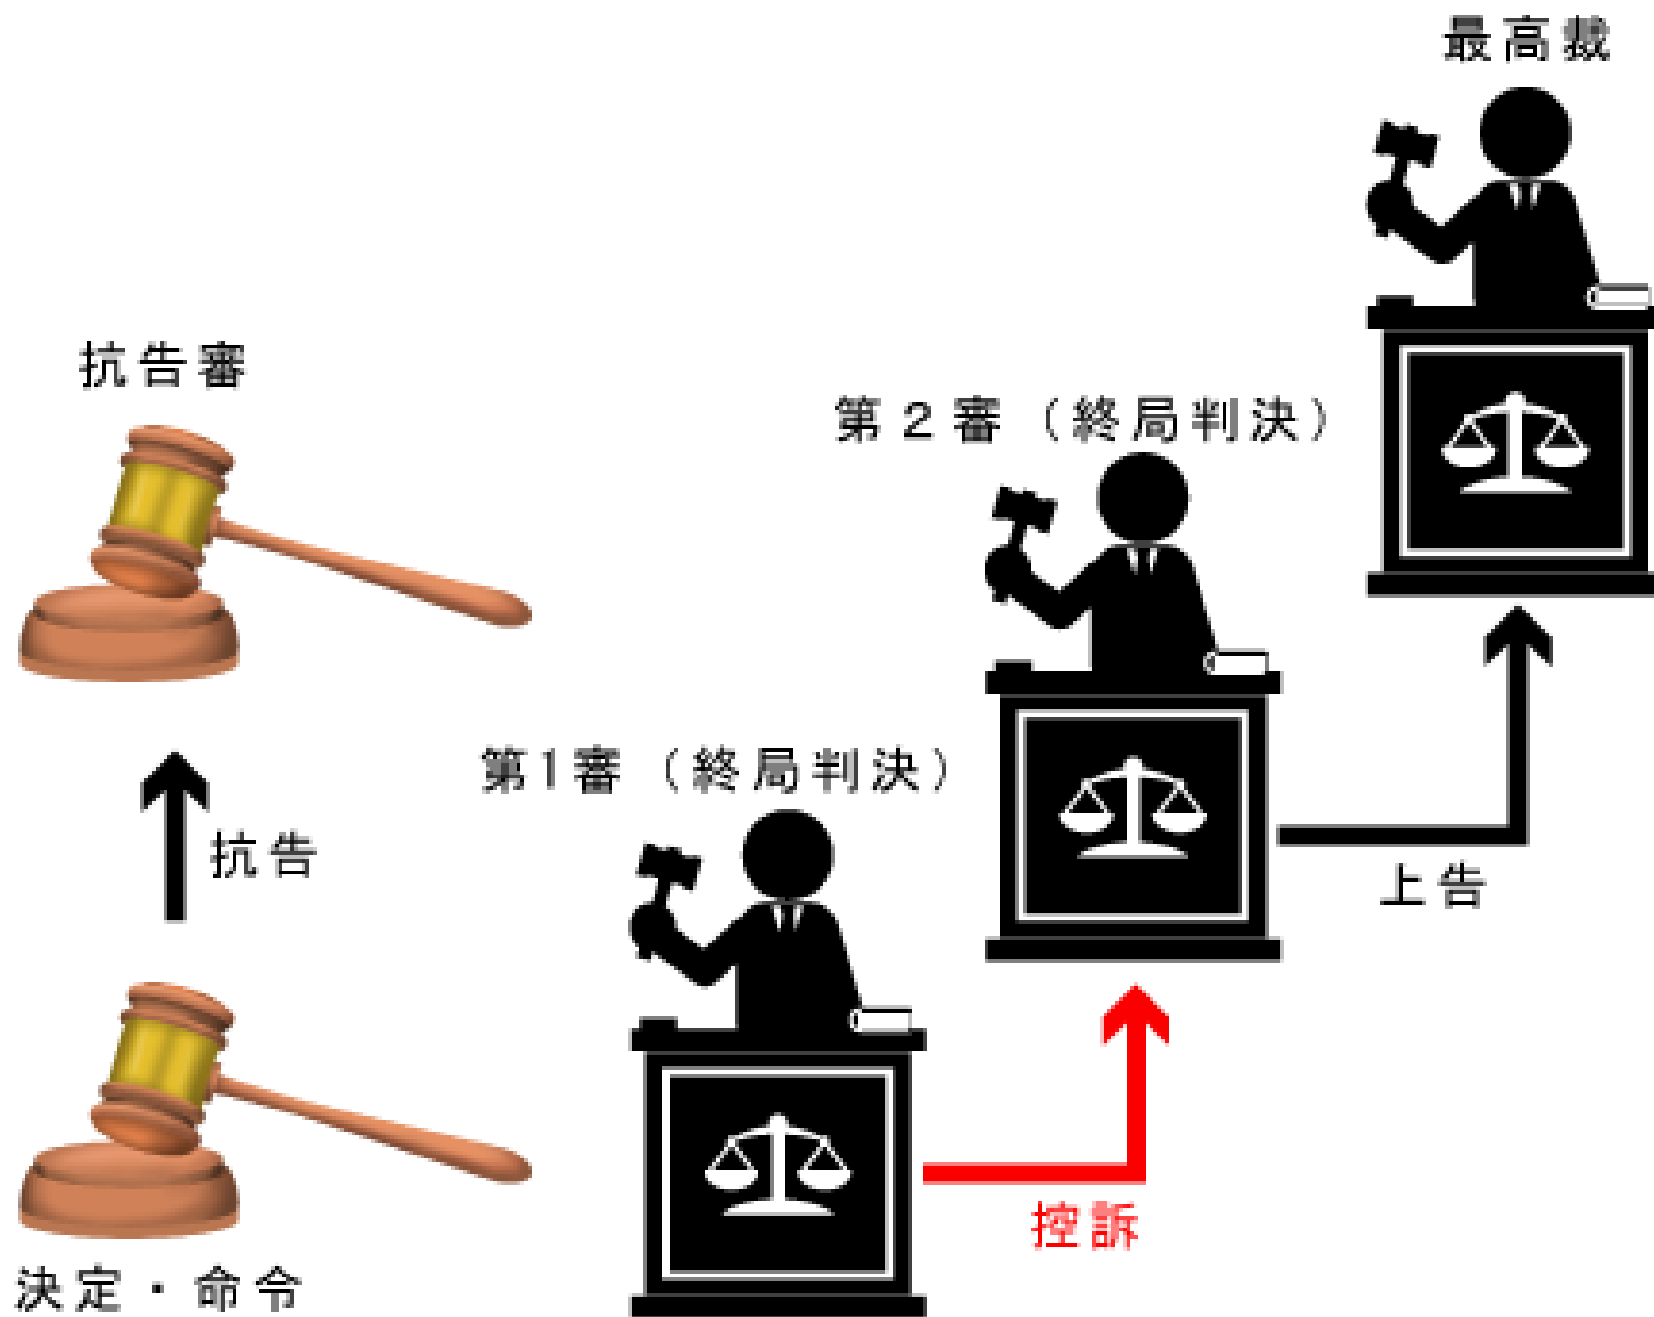 最高裁
抗告審
第２審（終局判決）
第1審（終局判決）
抗告
上告
控訴
決定・命令